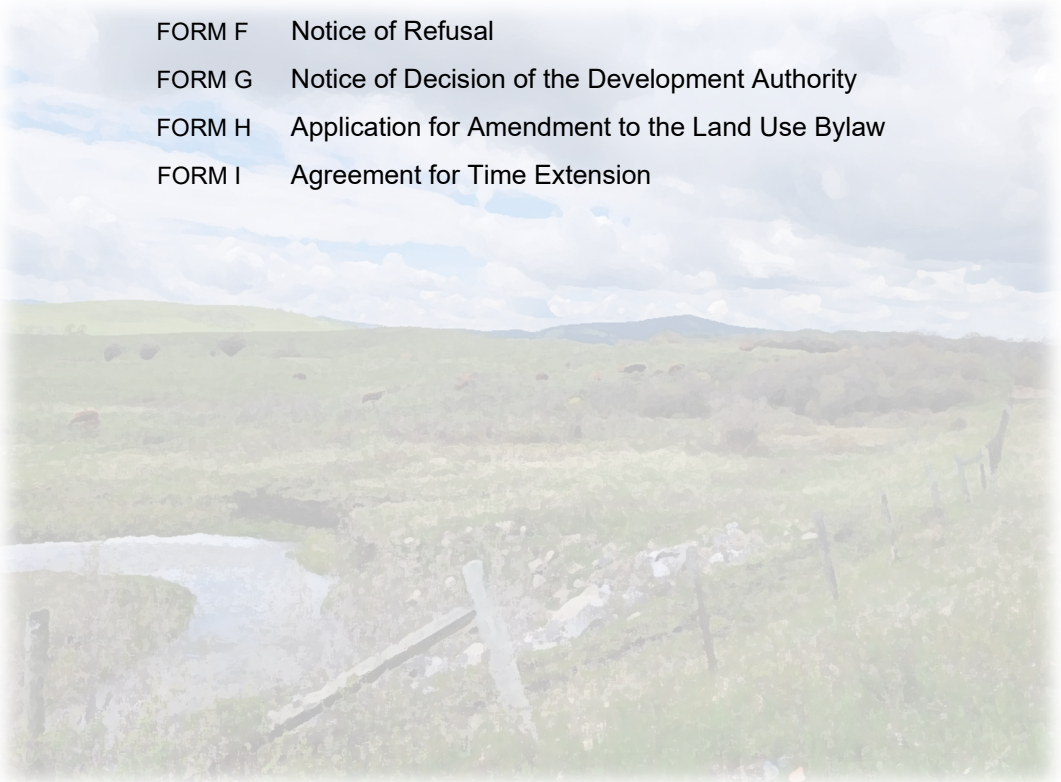 FORM F Notice of Refusal
FORM G Notice of Decision of the Development Authority
FORM H Application for Amendment to the Land Use Bylaw
FORM I Agreement for Time Extension